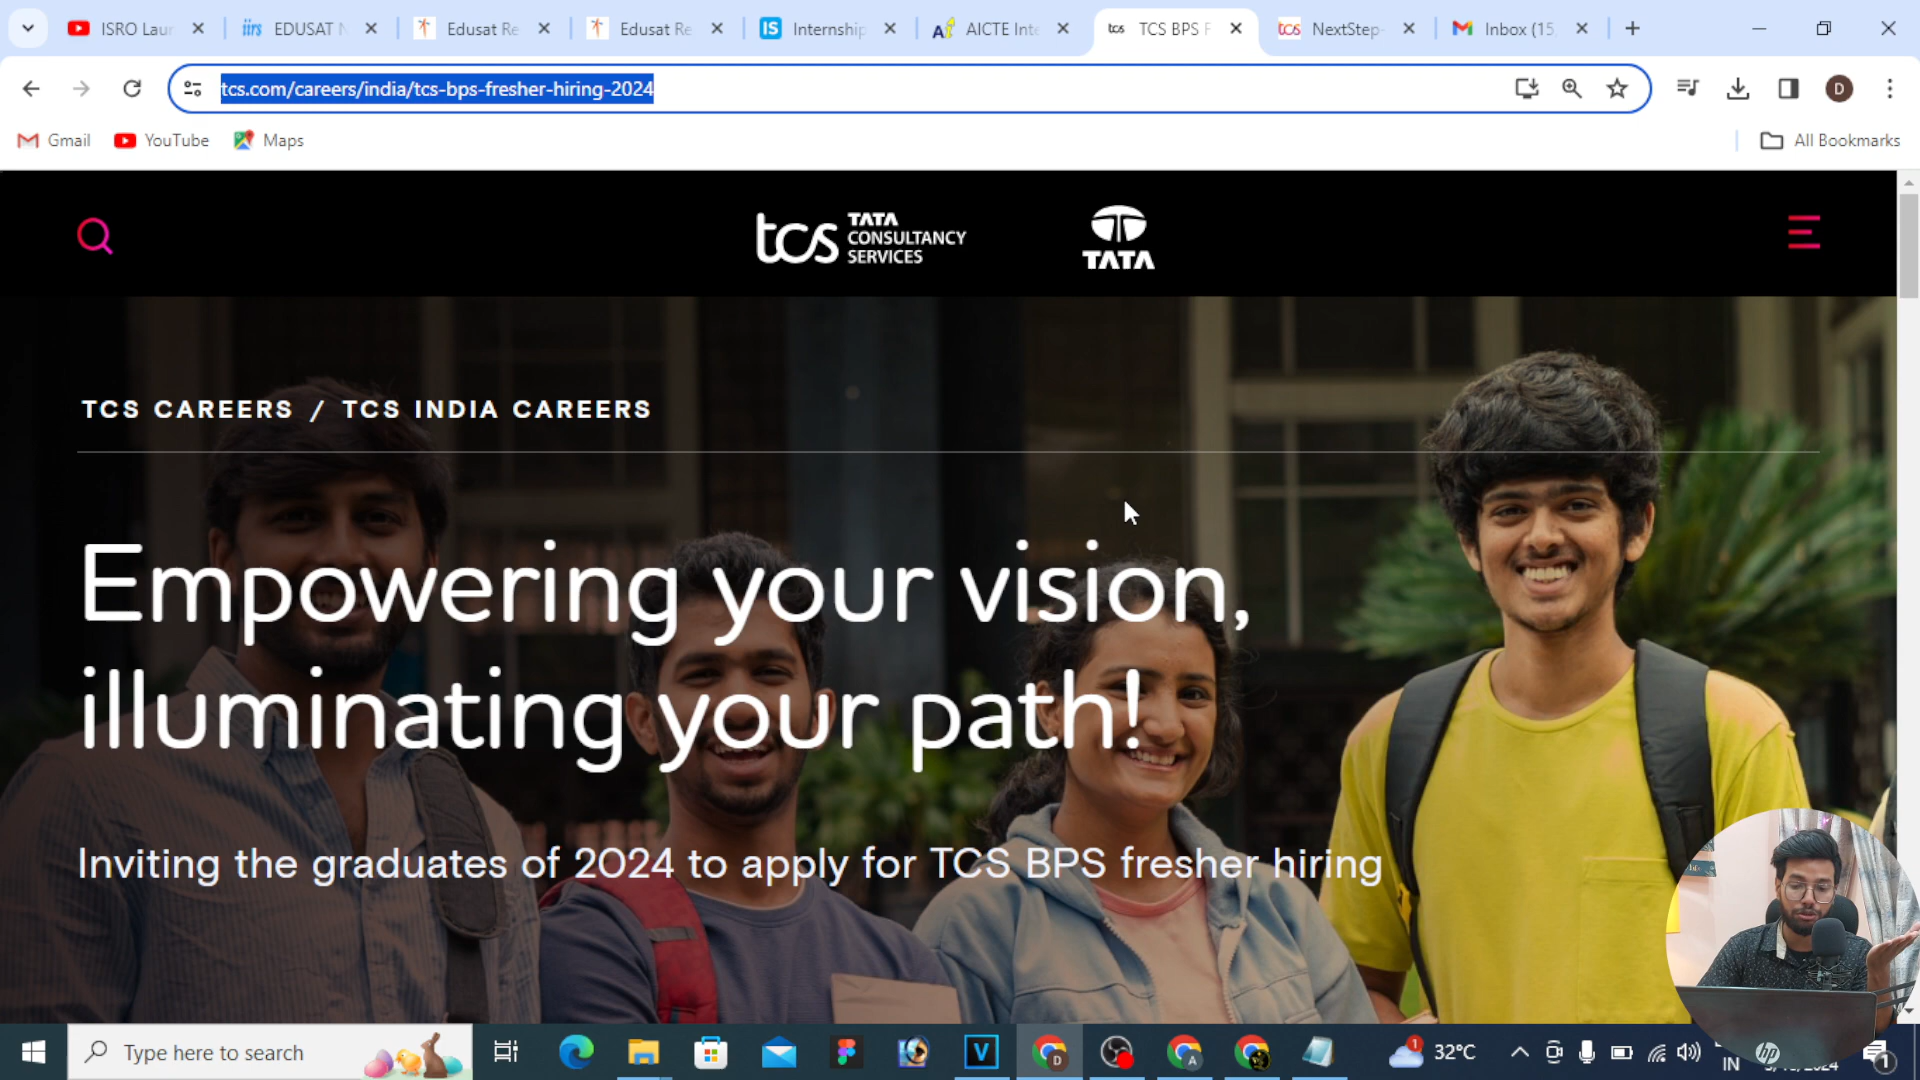 ISRO Laun
EDUSAT N
Edusat Re
Edusat Re
Internship
AICTE Inte
TCS BPS F
NextStep-
Inbox (15
tcs.com/careers/india/tcs-bps-fresher-hiring-2024
D
Gmail
YouTube
Maps
All Bookmarks
tcs TATA
CONSULTANCY
SERVICES
TATA
TCS CAREERS / TCS INDIA CAREERS
Empowering your vision,
illuminating your path!
Inviting the graduates of 2024 to apply for TCS BPS fresher hiring
Type here to search
32°C
IN